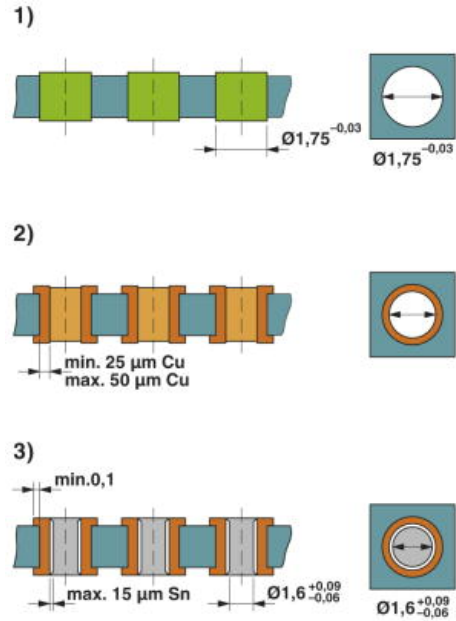 1)
Ø1,75 -0,03
Ø1,75 -0,03
2)
min. 25 µm Cu
max. 50 µm Cu
3)
min.0,1
max. 15 µm Sn
Ø1,6 +0,09 -0,06
Ø1,6 +0,09 -0,06